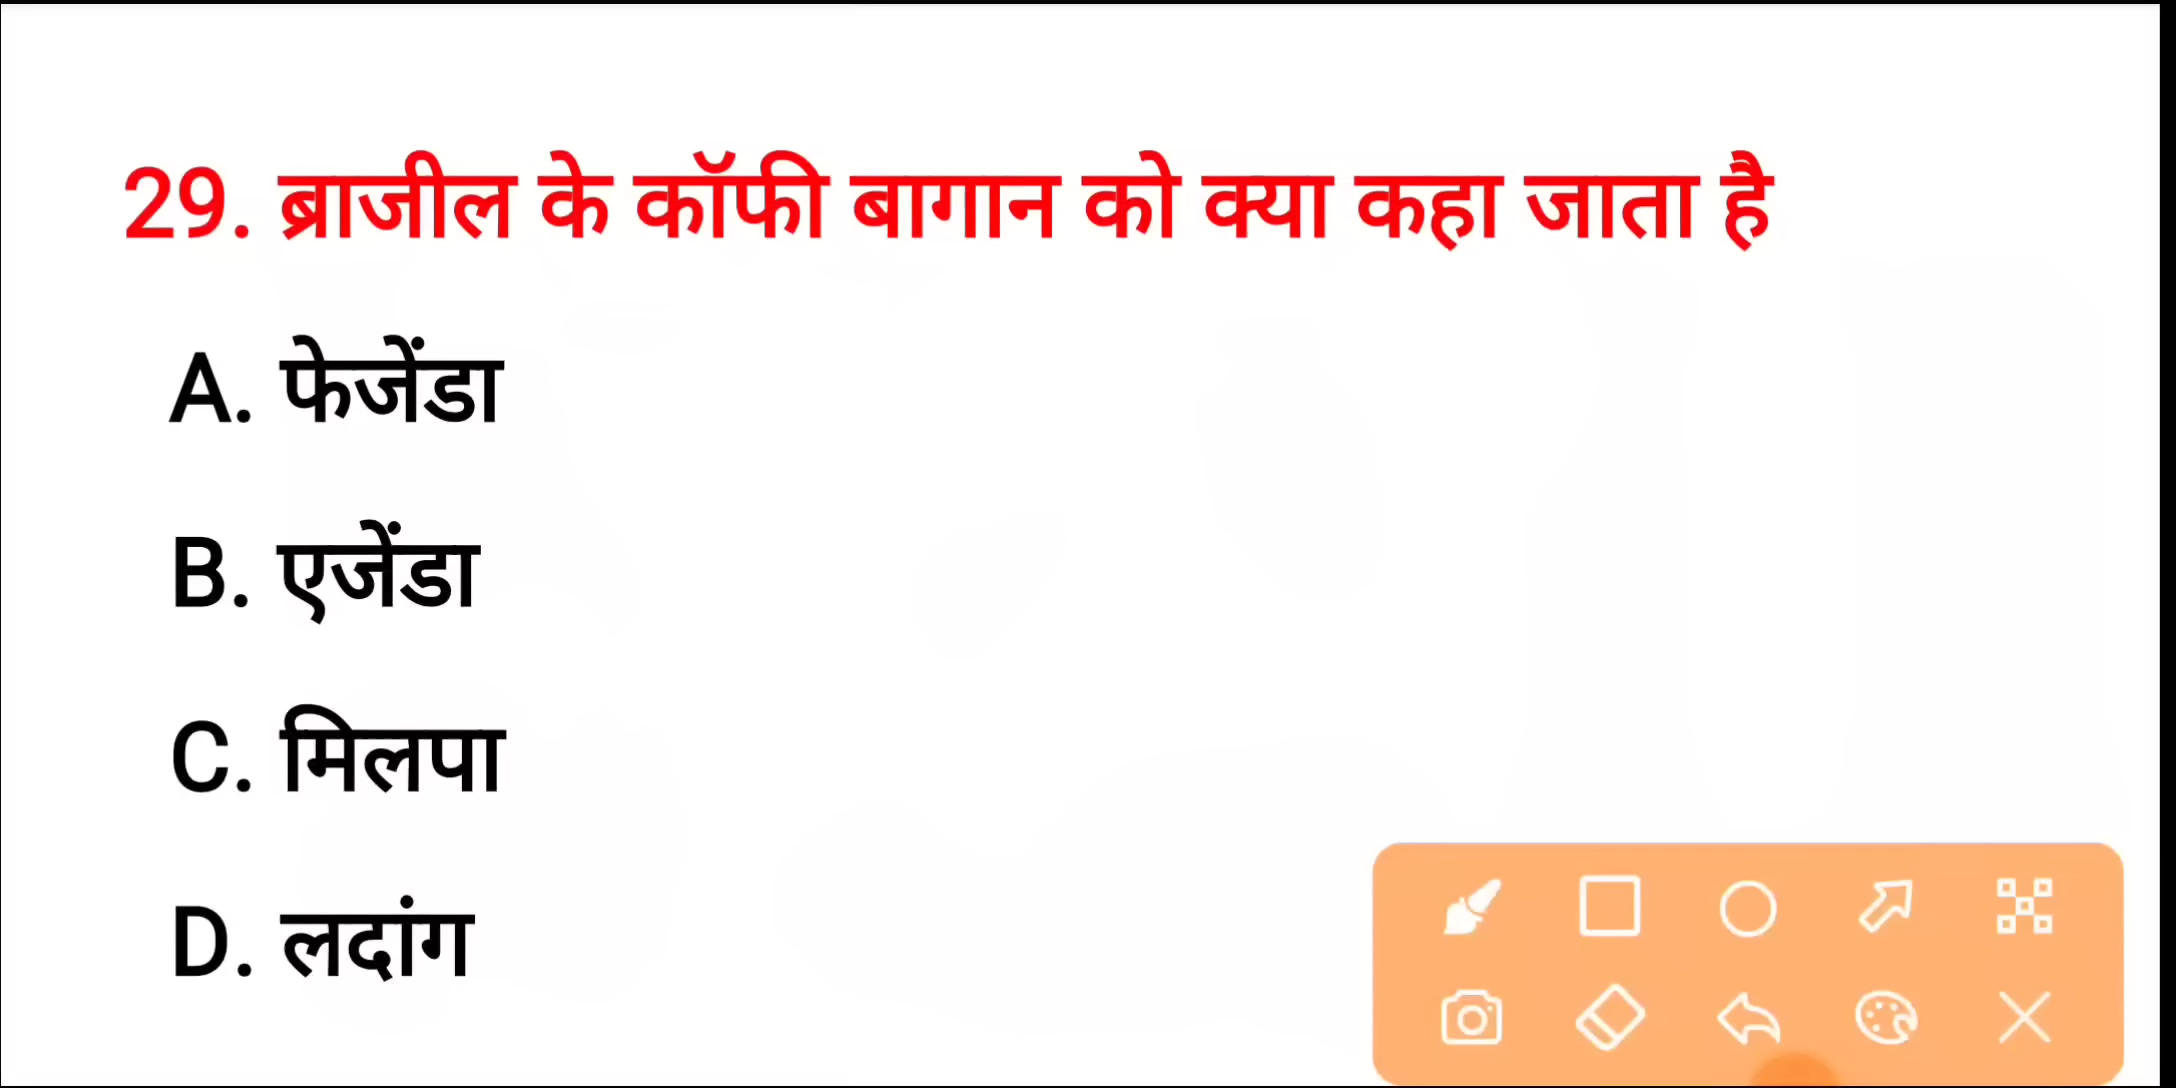 29. ब्राजील के कॉफी बागान को क्या कहा जाता है
A. फेजेंडा
B. एजेंडा
C. मिलपा
D. लदांग